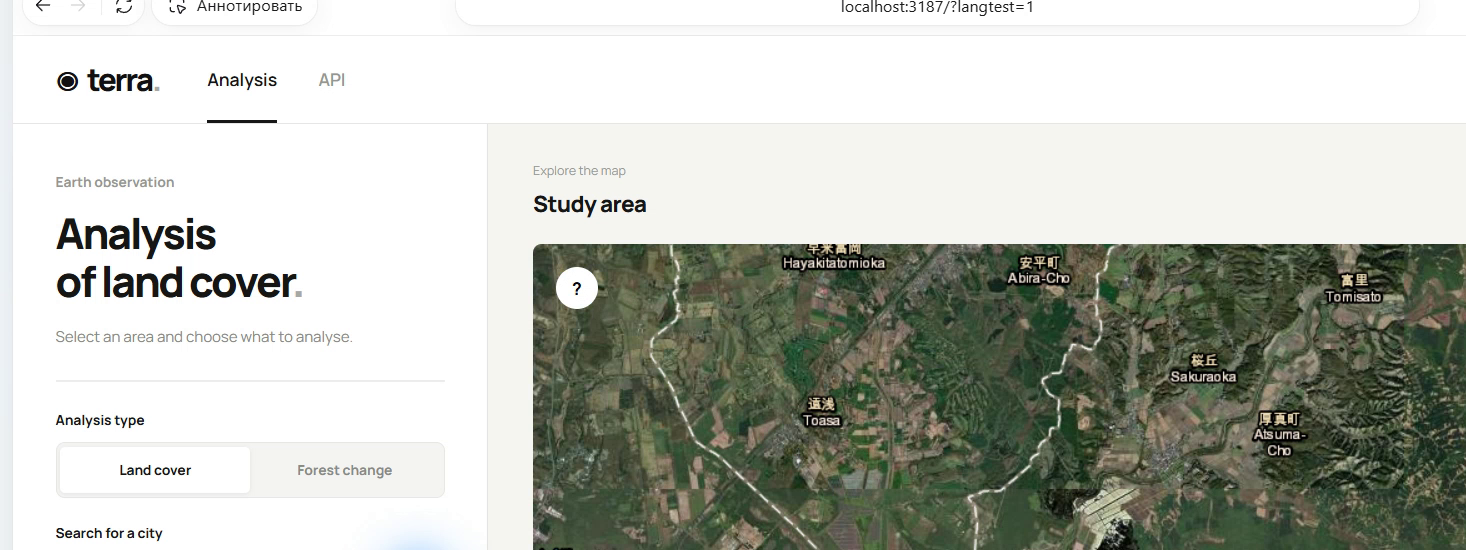 Аннотировать
localhost:3187/?langtest=1
terra.
Analysis
API
Earth observation
Analysis
of land cover.
Select an area and choose what to analyse.
Analysis type
Land cover
Forest change
Search for a city
Explore the map
Study area
?
早来富岡
Hayakitatomioka
安平町
Abira-Cho
富里
Tomisato
桜丘
Sakuraoka
遠浅
Toasa
厚真町
Atsuma-
Cho